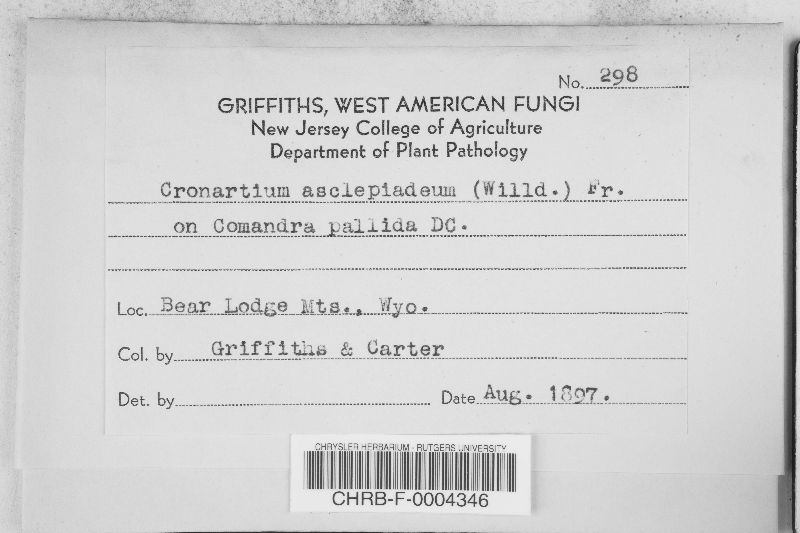 No. 298
GRIFFITHS, WEST AMERICAN FUNGI
New Jersey College of Agriculture
Department of Plant Pathology
Cronartium asclepiadeum (Willd.) Fr.
on Comandra pallida DC.
Loc. Bear Lodge Mts., Wyo.
Col. by Griffiths & Carter
Det. by Date Aug. 1897.
CHRYSLER HERBARIUM - RUTGERS UNIVERSITY
CHRB-F-0004346